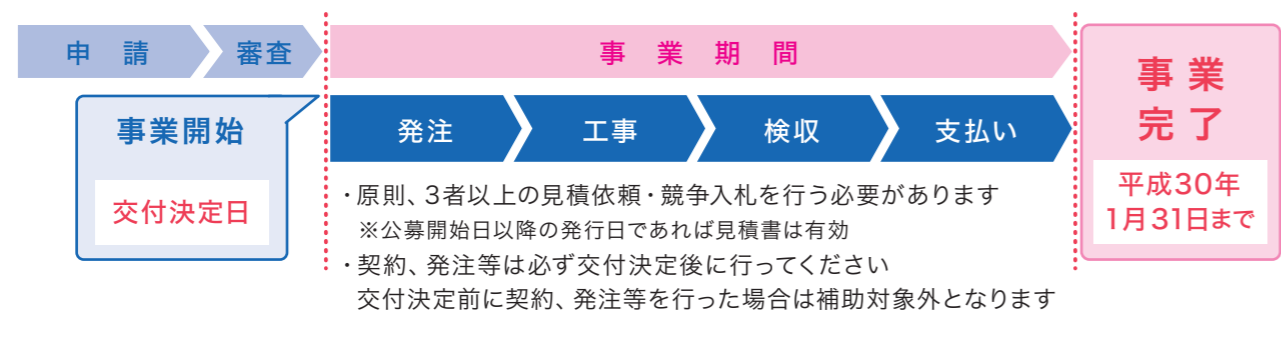 申 請
審査
事 業 期 間
事業開始
交付決定日
発注
工事
検収
支払い
・原則、3者以上の見積依頼・競争入札を行う必要があります
※公募開始日以降の発行日であれば見積書は有効
・契約、発注等は必ず交付決定後に行ってください
交付決定前に契約、発注等を行った場合は補助対象外となります
事 業
完 了
平成30年
1月31日まで